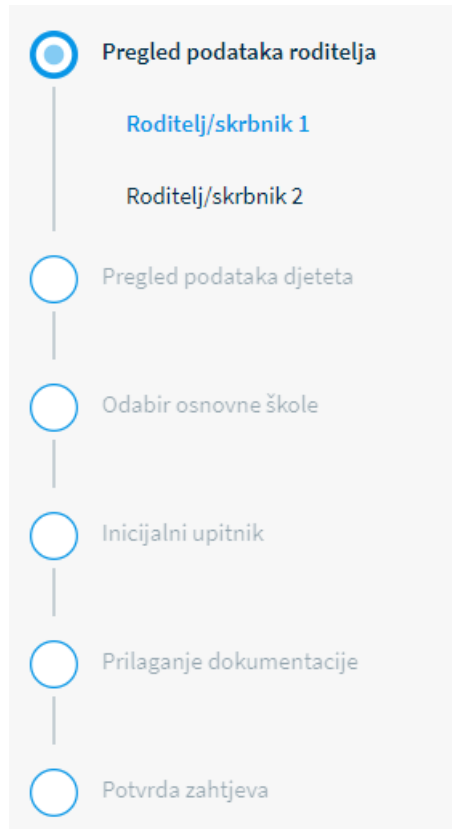 Pregled podataka roditelja
Roditelj/skrbnik 1
Roditelj/skrbnik 2
Pregled podataka djeteta
Odabir osnovne škole
Inicijalni upitnik
Prilaganje dokumentacije
Potvrda zahtjeva